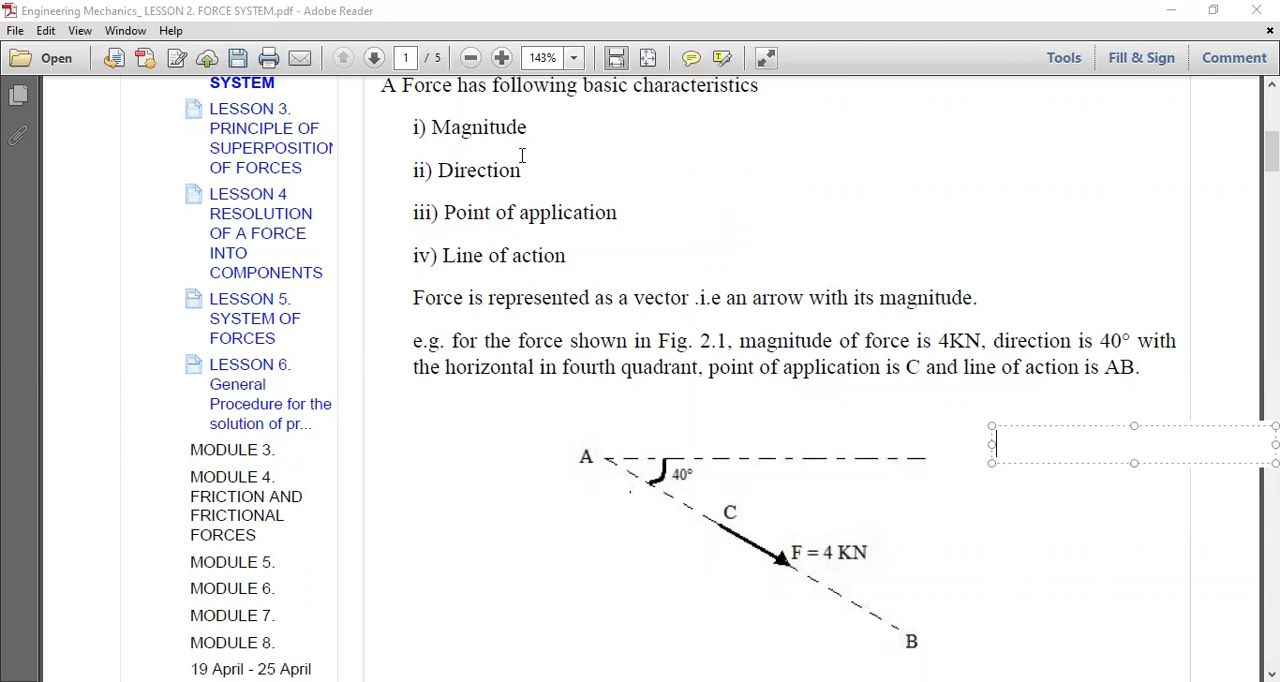 Engineering Mechanics_ LESSON 2. FORCE SYSTEM.pdf - Adobe Reader
File Edit View Window Help
Open 1 / 5 143% Tools Fill & Sign Comment
SYSTEM
LESSON 3.
PRINCIPLE OF
SUPERPOSITION
OF FORCES
LESSON 4
RESOLUTION
OF A FORCE
INTO
COMPONENTS
LESSON 5.
SYSTEM OF
FORCES
LESSON 6.
General
Procedure for the
solution of pr...
MODULE 3.
MODULE 4.
FRICTION AND
FRICTIONAL
FORCES
MODULE 5.
MODULE 6.
MODULE 7.
MODULE 8.
19 April - 25 April
A Force has following basic characteristics
i) Magnitude
ii) Direction
iii) Point of application
iv) Line of action
Force is represented as a vector .i.e an arrow with its magnitude.
e.g. for the force shown in Fig. 2.1, magnitude of force is 4KN, direction is 40° with
the horizontal in fourth quadrant, point of application is C and line of action is AB.
A
40°
C
F = 4 KN
B